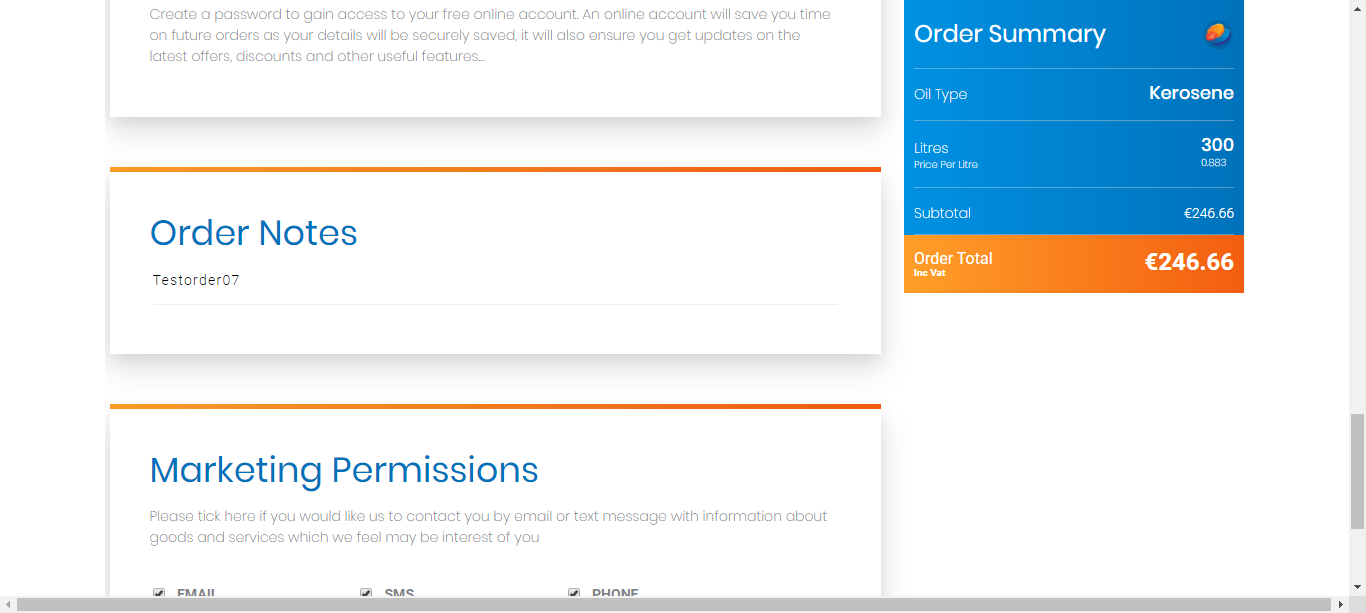 Create a password to gain access to your free online account. An online account will save you time
on future orders as your details will be securely saved, it will also ensure you get updates on the
latest offers, discounts and other useful features...
Order Notes
Testorder07
Marketing Permissions
Please tick here if you would like us to contact you by email or text message with information about
goods and services which we feel may be interest of you
EMAIL SMS PHONE
Order Summary
Oil Type Kerosene
Litres 300
Price Per Litre 0.883
Subtotal €246.66
Order Total €246.66
Inc Vat